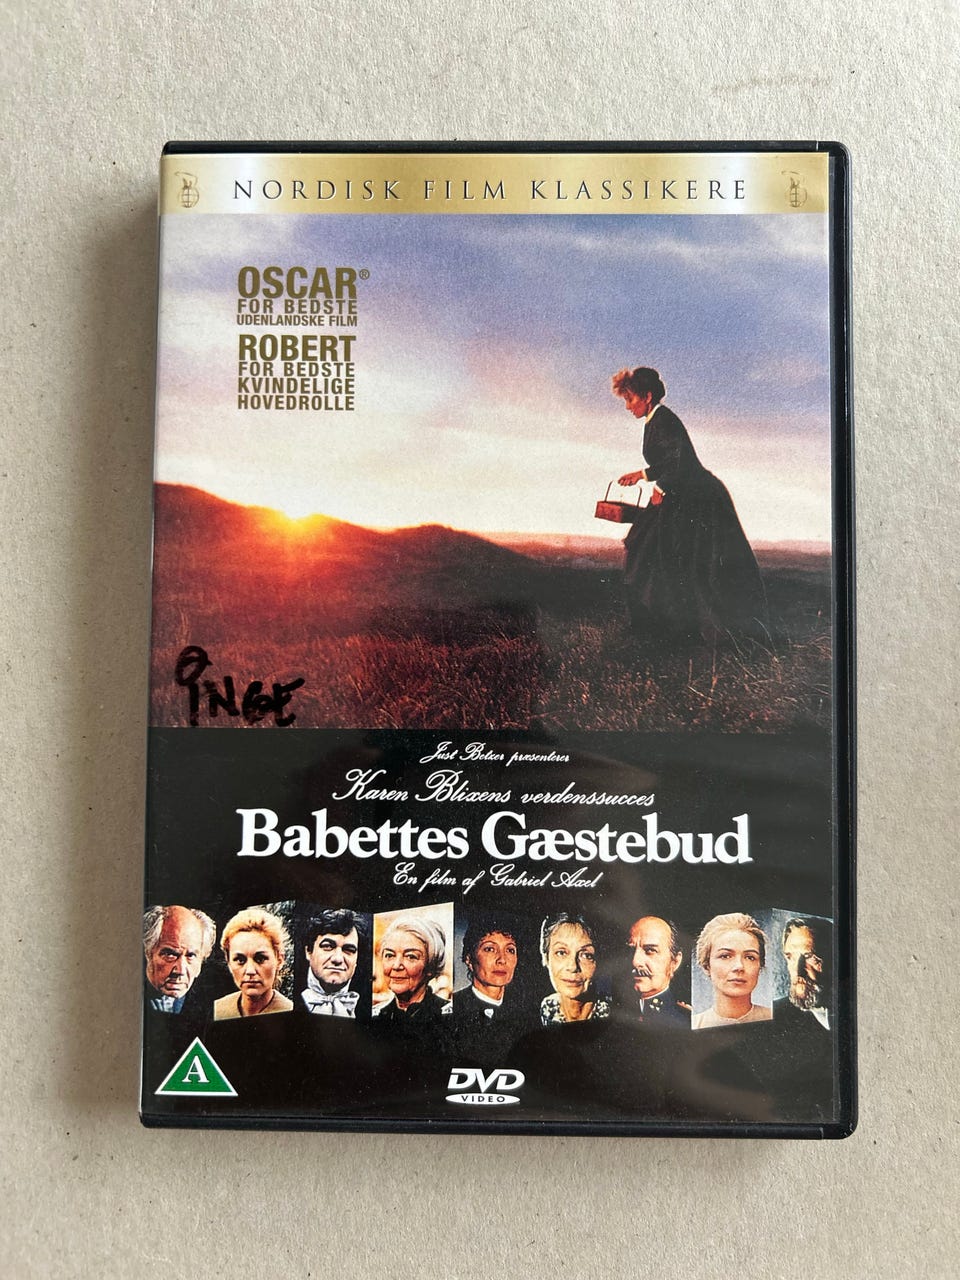 NORDISK FILM KLASSIKERE
OSCAR®
FOR BEDSTE
UDENLANDSKE FILM
ROBERT
FOR BEDSTE
KVINDELIGE
HOVEDROLLE
INGE
Just Betzer præsenterer
Karen Blixens verdenssucces
Babettes Gæstebud
En film af Gabriel Axel
A
DVD
VIDEO